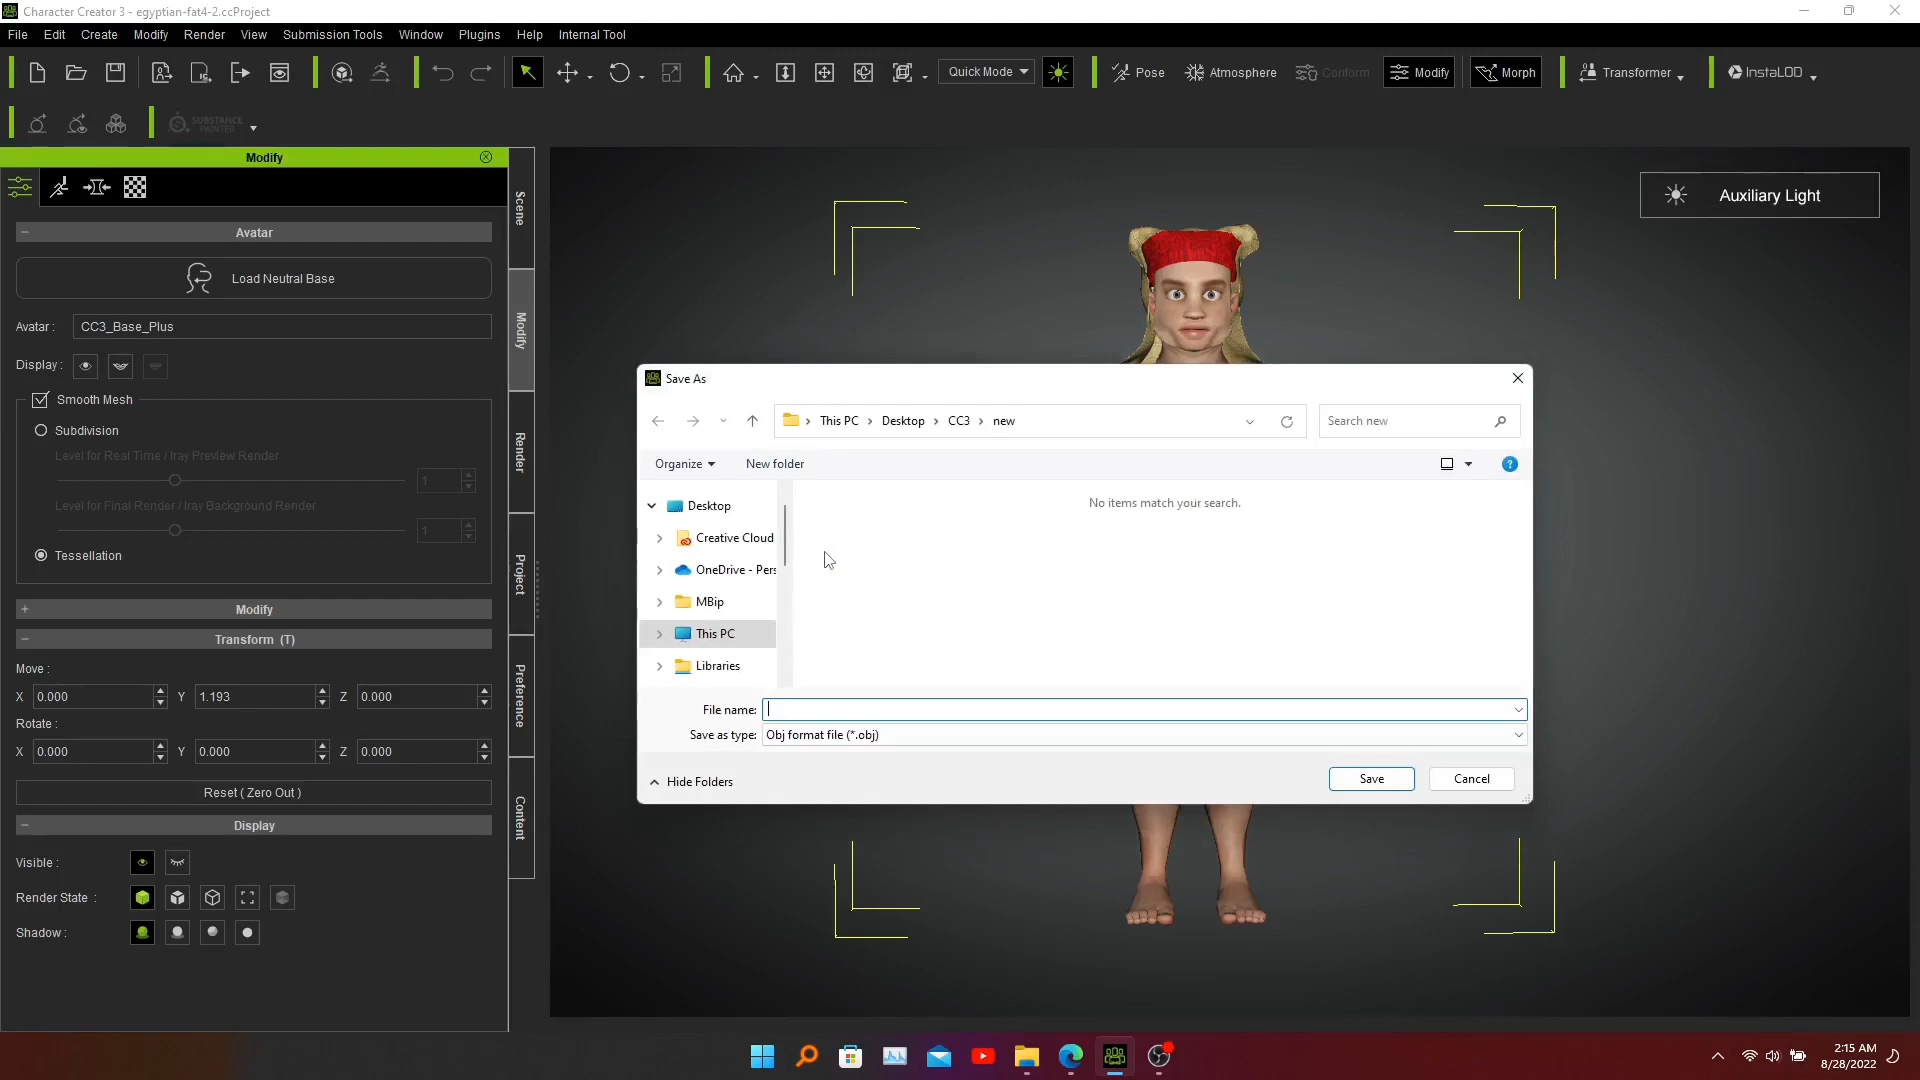 Character Creator 3 - egyptian-fat4-2.ccProject
File Edit Create Modify Render View Submission Tools Window Plugins Help Internal Tool
Quick Mode Pose Atmosphere Conform Modify Morph Transformer InstaLOD
SUBSTANCE
PAINTER
Modify
Avatar
Load Neutral Base
Avatar : CC3_Base_Plus
Display :
Smooth Mesh
Subdivision
Level for Real Time / Iray Preview Render
1
Level for Final Render / Iray Background Render
1
Tessellation
Modify
Transform (T)
Move :
X 0.000 Y 1.193 Z 0.000
Rotate :
X 0.000 Y 0.000 Z 0.000
Reset ( Zero Out )
Display
Visible :
Render State :
Shadow :
Scene
Modify
Render
Project
Preference
Content
Auxiliary Light
Save As
This PC > Desktop > CC3 > new
Search new
Organize New folder
Desktop
Creative Cloud
OneDrive - Pers
MBip
This PC
Libraries
No items match your search.
File name:
Save as type: Obj format file (*.obj)
Hide Folders
Save Cancel
2:15 AM
8/28/2022